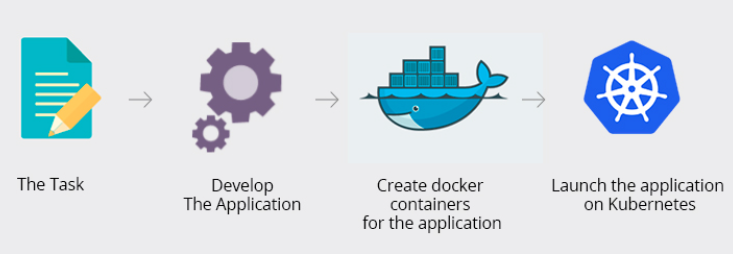 The Task
Develop
The Application
Create docker
containers
for the application
Launch the application
on Kubernetes